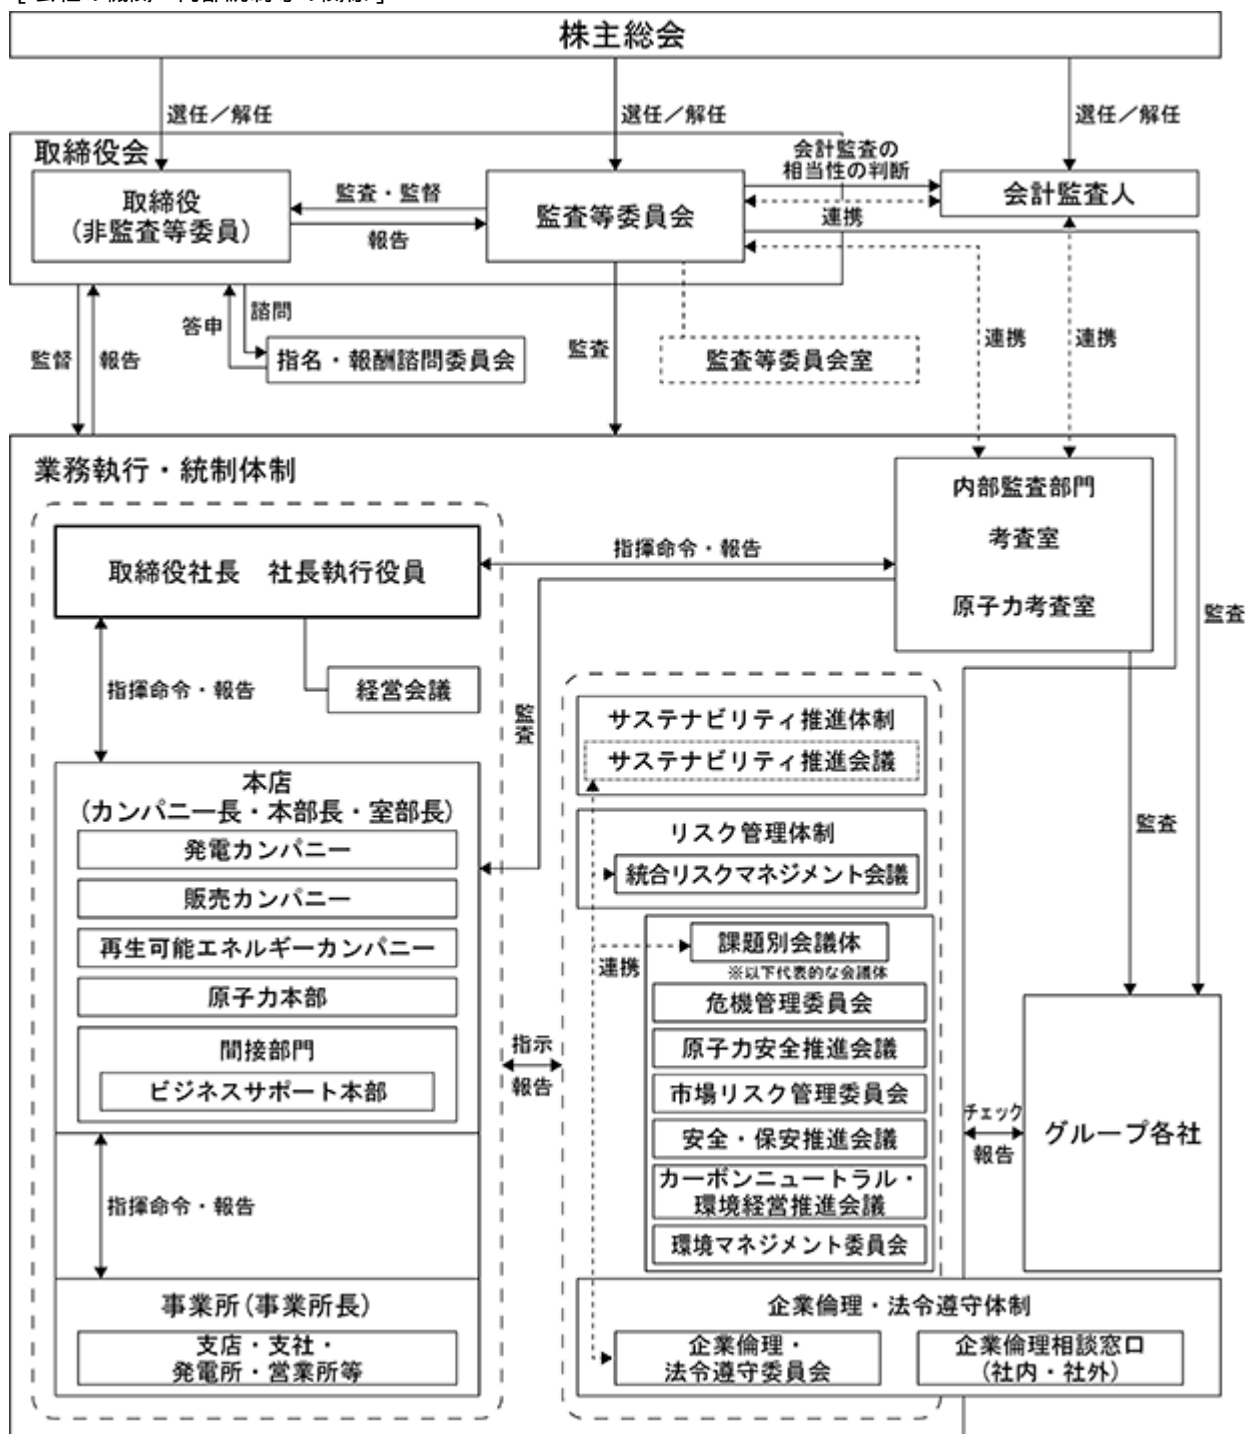 株主総会
選任／解任
選任／解任
選任／解任
取締役会
取締役
(非監査等委員)
監査・監督
報告
監査等委員会
会計監査の
相当性の判断
連携
会計監査人
諮問
答申
指名・報酬諮問委員会
監督
報告
監査
監査等委員会室
連携
連携
業務執行・統制体制
内部監査部門
考査室
原子力考査室
取締役社長　社長執行役員
指揮命令・報告
監査
指揮命令・報告
経営会議
監査
サステナビリティ推進体制
サステナビリティ推進会議
本店
(カンパニー長・本部長・室部長)
発電カンパニー
販売カンパニー
再生可能エネルギーカンパニー
原子力本部
間接部門
ビジネスサポート本部
リスク管理体制
統合リスクマネジメント会議
監査
課題別会議体
※以下代表的な会議体
連携
危機管理委員会
原子力安全推進会議
市場リスク管理委員会
安全・保安推進会議
カーボンニュートラル・
環境経営推進会議
環境マネジメント委員会
指示
報告
チェック
報告
グループ各社
指揮命令・報告
事業所(事業所長)
支店・支社・
発電所・営業所等
企業倫理・法令遵守体制
企業倫理・
法令遵守委員会
企業倫理相談窓口
(社内・社外)